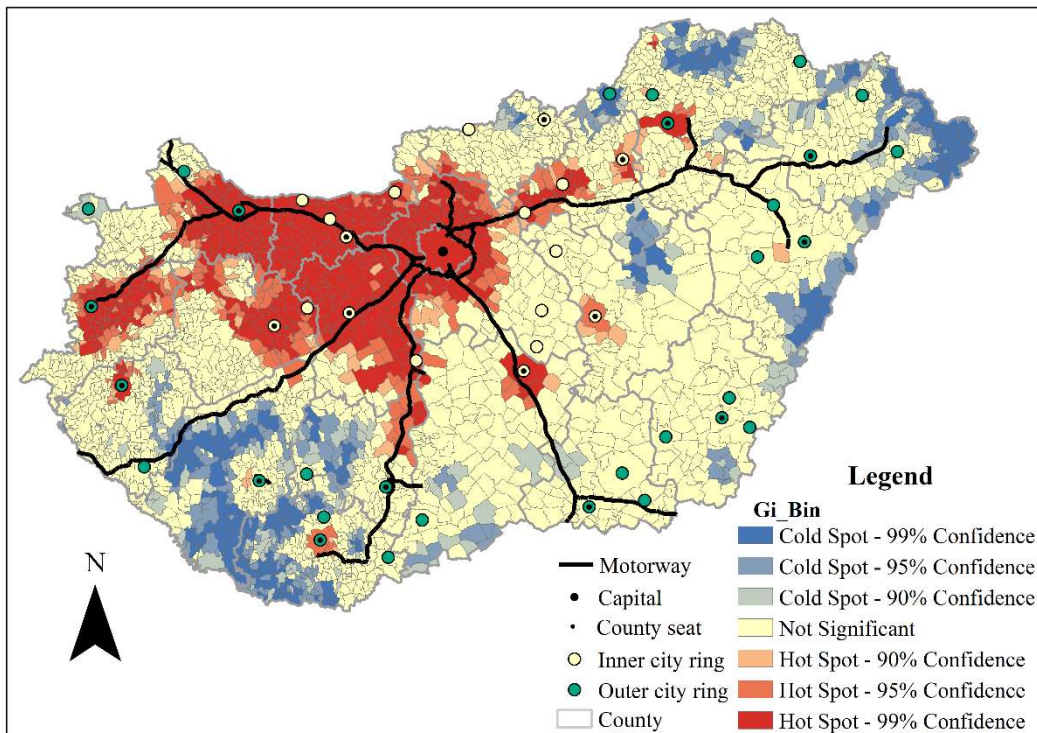 Legend
Gi_Bin
Cold Spot - 99% Confidence
Cold Spot - 95% Confidence
Cold Spot - 90% Confidence
Not Significant
Hot Spot - 90% Confidence
Hot Spot - 95% Confidence
Hot Spot - 99% Confidence
N
Motorway
Capital
County seat
Inner city ring
Outer city ring
County